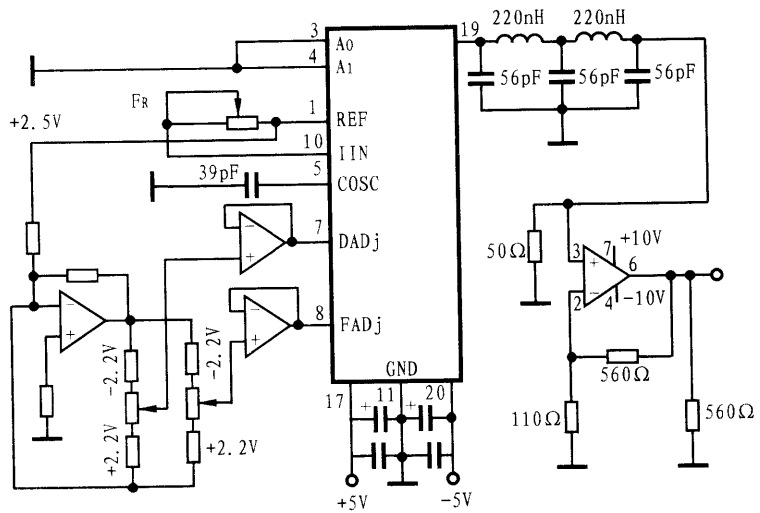 220nH 220nH
3 A0 19
4 A1
56pF 56pF 56pF
FR
1 REF
+2.5V
10 IIN
39pF 5 COSC
7 DADj
50Ω 3 + 7 +10V 6
− 2 4 −10V
8 FADj
−2.2V
−2.2V
+2.2V
+2.2V
GND
17 + 11 + 20
560Ω
110Ω 560Ω
+5V −5V
− +
− +
− +